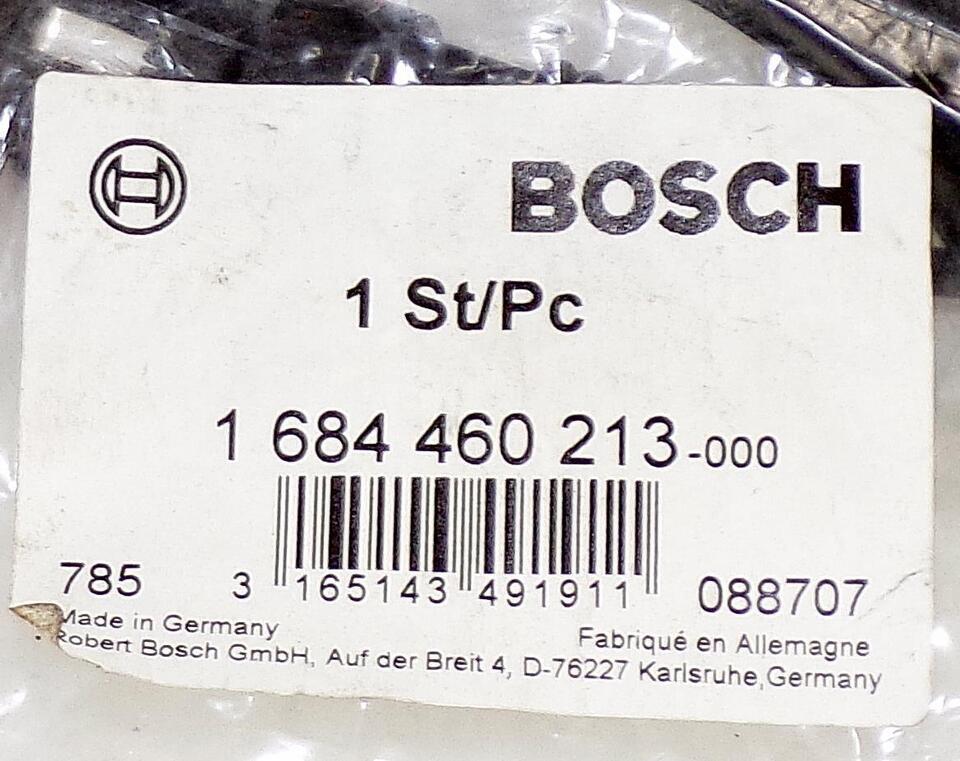 BOSCH
1 St/Pc
1 684 460 213-000
785 3 165143 491911 088707
Made in Germany Fabriqué en Allemagne
Robert Bosch GmbH, Auf der Breit 4, D-76227 Karlsruhe,Germany